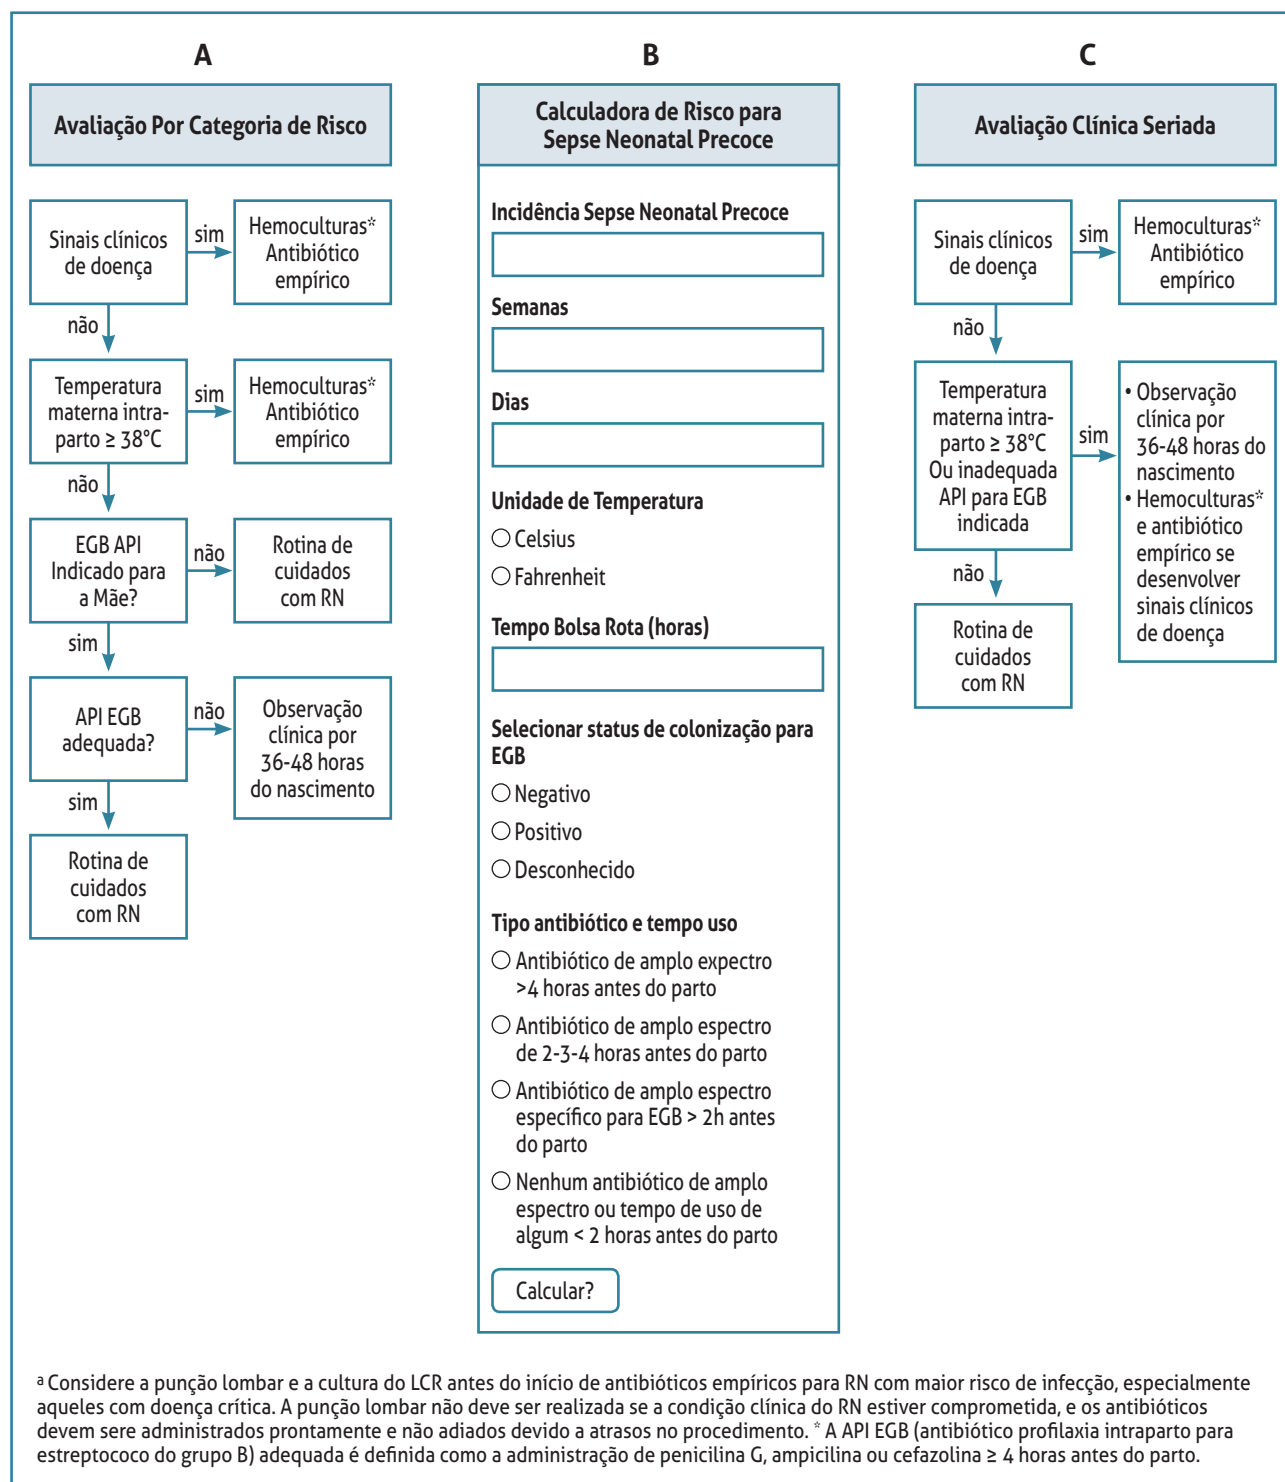 A
Avaliação Por Categoria de Risco
Sinais clínicos
de doença
sim
Hemoculturas*
Antibiótico
empírico
não
Temperatura
materna intra-
parto ≥ 38°C
sim
Hemoculturas*
Antibiótico
empírico
não
EGB API
Indicado para
a Mãe?
não
Rotina de
cuidados
com RN
sim
API EGB
adequada?
não
Observação
clínica por
36-48 horas
do nascimento
sim
Rotina de
cuidados
com RN
B
Calculadora de Risco para
Sepse Neonatal Precoce
Incidência Sepse Neonatal Precoce
Semanas
Dias
Unidade de Temperatura
Celsius
Fahrenheit
Tempo Bolsa Rota (horas)
Selecionar status de colonização para
EGB
Negativo
Positivo
Desconhecido
Tipo antibiótico e tempo uso
Antibiótico de amplo expectro
>4 horas antes do parto
Antibiótico de amplo espectro
de 2-3-4 horas antes do parto
Antibiótico de amplo espectro
específico para EGB > 2h antes
do parto
Nenhum antibiótico de amplo
espectro ou tempo de uso de
algum < 2 horas antes do parto
Calcular?
C
Avaliação Clínica Seriada
Sinais clínicos
de doença
sim
Hemoculturas*
Antibiótico
empírico
não
Temperatura
materna intra-
parto ≥ 38°C
Ou inadequada
API para EGB
indicada
sim
• Observação
clínica por
36-48 horas do
nascimento
• Hemoculturas*
e antibiótico
empírico se
desenvolver
sinais clínicos
de doença
não
Rotina de
cuidados
com RN
ª Considere a punção lombar e a cultura do LCR antes do início de antibióticos empíricos para RN com maior risco de infecção, especialmente
aqueles com doença crítica. A punção lombar não deve ser realizada se a condição clínica do RN estiver comprometida, e os antibióticos
devem sere administrados prontamente e não adiados devido a atrasos no procedimento. * A API EGB (antibiótico profilaxia intraparto para
estreptococo do grupo B) adequada é definida como a administração de penicilina G, ampicilina ou cefazolina ≥ 4 horas antes do parto.